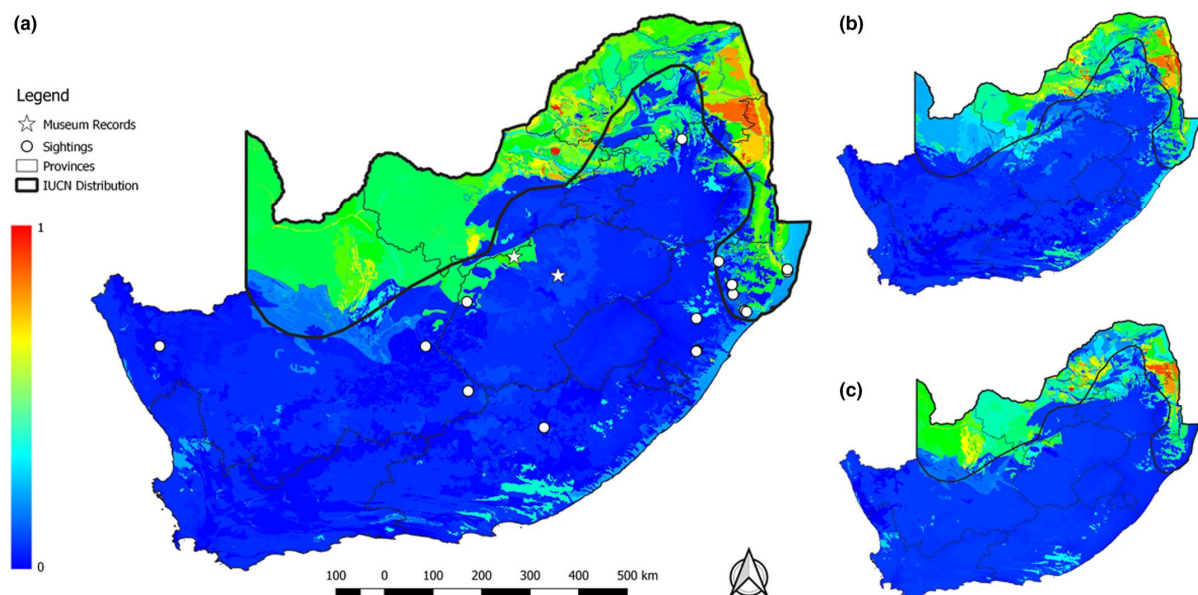 (a)
(b)
Legend
Museum Records
Sightings
Provinces
IUCN Distribution
1
0
(c)
100 0 100 200 300 400 500 km